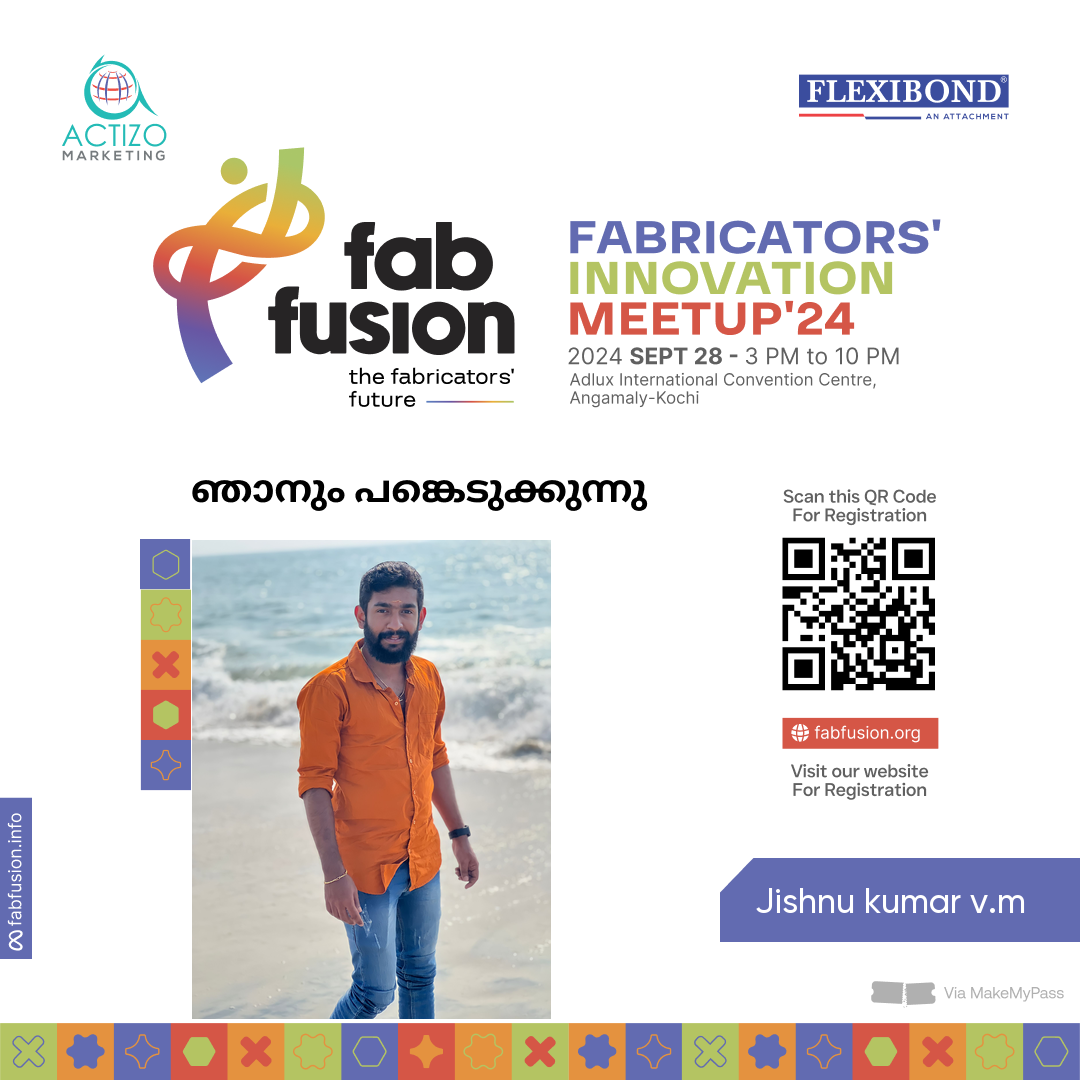 ACTIZO
MARKETING
FLEXIBOND®
AN ATTACHMENT
fab
fusion
the fabricators'
future
FABRICATORS'
INNOVATION
MEETUP'24
2024 SEPT 28 - 3 PM to 10 PM
Adlux International Convention Centre,
Angamaly-Kochi
ഞാനും പങ്കെടുക്കുന്നു
Scan this QR Code
For Registration
fabfusion.org
Visit our website
For Registration
fabfusion.info
Jishnu kumar v.m
Via MakeMyPass